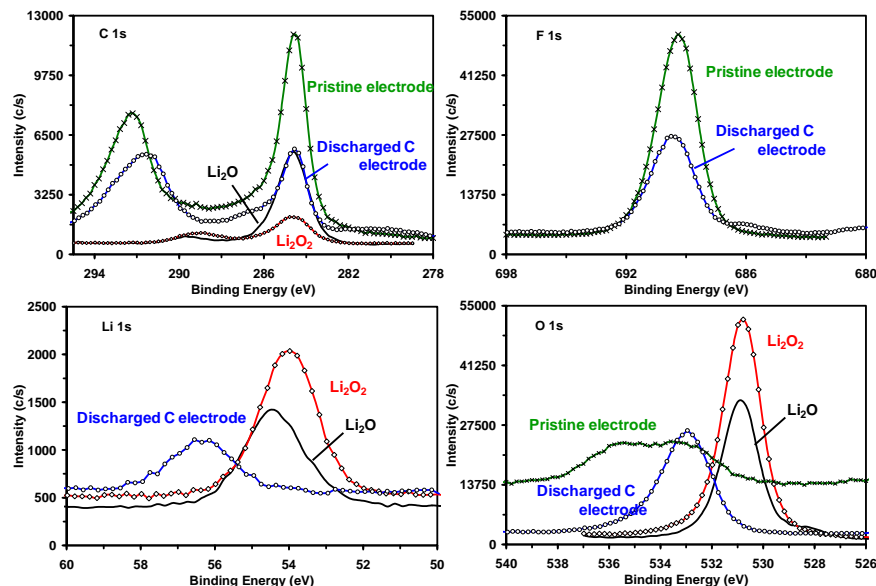 C 1s
Intensity (c/s)
13000
9750
6500
3250
0
Pristine electrode
Discharged C
electrode
Li₂O
Li₂O₂
294
290
286
282
278
Binding Energy (eV)
F 1s
Intensity (c/s)
55000
41250
27500
13750
0
Pristine electrode
Discharged C
electrode
698
692
686
680
Binding Energy (eV)
Li 1s
Intensity (c/s)
2500
2000
1500
1000
500
0
Li₂O₂
Discharged C electrode
Li₂O
60
58
56
54
52
50
Binding Energy (eV)
O 1s
Intensity (c/s)
55000
41250
27500
13750
0
Li₂O₂
Li₂O
Pristine electrode
Discharged C
electrode
540
538
536
534
532
530
528
526
Binding Energy (eV)